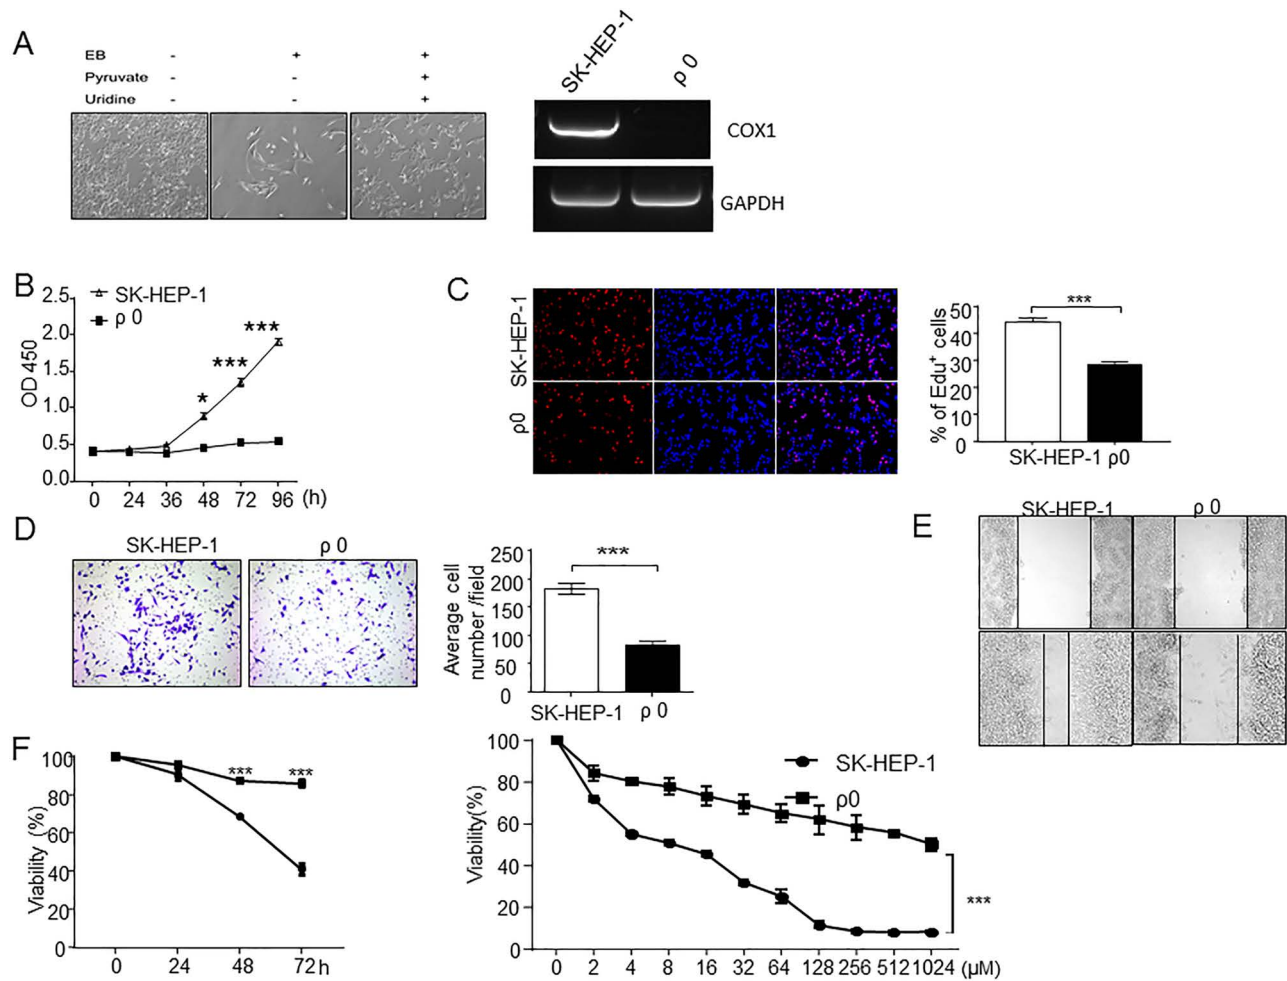 A
EB - + +
Pyruvate - - +
Uridine - - +
SK-HEP-1 ρ 0
COX1
GAPDH
B
SK-HEP-1
ρ 0
OD 450
2.5
2.0
1.5
1.0
0.5
0.0
* *** ***
0 24 36 48 72 96 (h)
C
SK-HEP-1
ρ0
% of Edu⁺ cells
50
40
30
20
10
0
***
SK-HEP-1 ρ0
D
SK-HEP-1 ρ 0
Average cell
number /field
250
200
150
100
50
0
***
SK-HEP-1 ρ 0
E
SK-HEP-1 ρ 0
F
Viability (%)
100
80
60
40
20
0
*** ***
0 24 48 72 h
Viability(%)
100
80
60
40
20
0
SK-HEP-1
ρ0
***
0 2 4 8 16 32 64 128 256 512 1024 (μM)